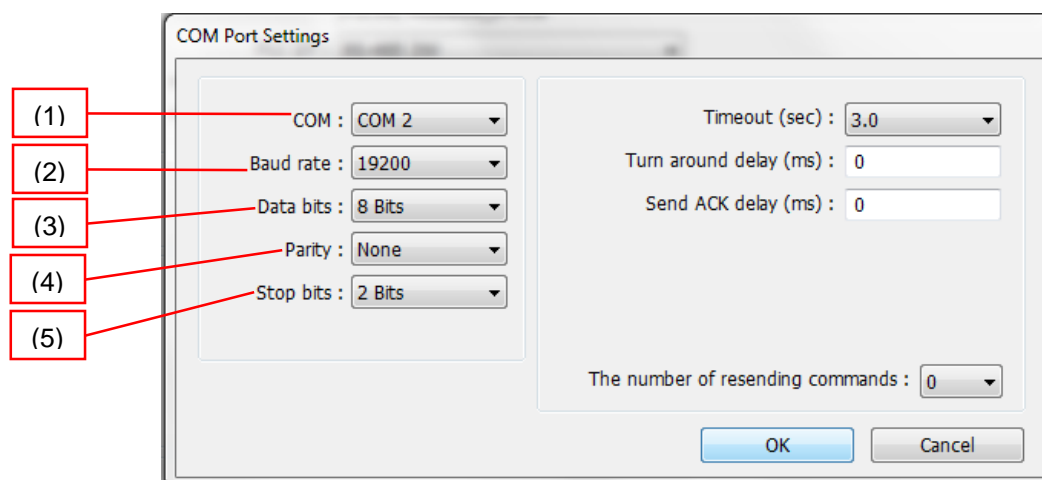 COM Port Settings
(1)
COM : COM 2
(2)
Baud rate : 19200
(3)
Data bits : 8 Bits
(4)
Parity : None
(5)
Stop bits : 2 Bits
Timeout (sec) : 3.0
Turn around delay (ms) : 0
Send ACK delay (ms) : 0
The number of resending commands : 0
OK
Cancel